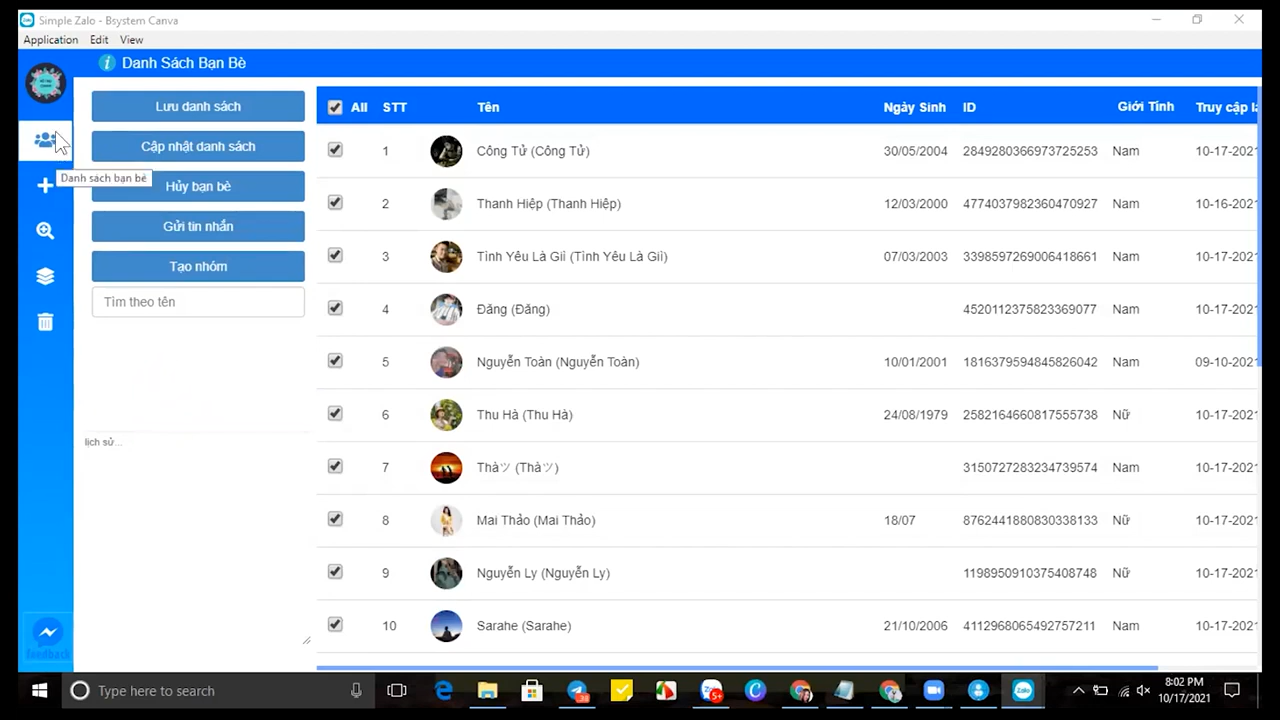 Simple Zalo - Bsystem Canva
Application Edit View
Danh Sách Bạn Bè
Lưu danh sách
Cập nhật danh sách
Danh sách bạn bè
Hủy bạn bè
Gửi tin nhắn
Tạo nhóm
Tìm theo tên
lịch sử...
feedback
All STT Tên Ngày Sinh ID Giới Tính Truy cập lầ
1 Công Tử (Công Tử) 30/05/2004 2849280366973725253 Nam 10-17-2021
2 Thanh Hiệp (Thanh Hiệp) 12/03/2000 4774037982360470927 Nam 10-16-2021
3 Tình Yêu Là Gìì (Tình Yêu Là Gìì) 07/03/2003 3398597269006418661 Nam 10-17-2021
4 Đăng (Đăng) 4520112375823369077 Nam 10-17-2021
5 Nguyễn Toàn (Nguyễn Toàn) 10/01/2001 1816379594845826042 Nam 09-10-2021
6 Thu Hà (Thu Hà) 24/08/1979 2582164660817555738 Nữ 10-17-2021
7 Thàツ (Thàツ) 3150727283234739574 Nam 10-17-2021
8 Mai Thảo (Mai Thảo) 18/07 8762441880830338133 Nữ 10-17-2021
9 Nguyễn Ly (Nguyễn Ly) 1198950910375408748 Nữ 10-17-2021
10 Sarahe (Sarahe) 21/10/2006 4112968065492757211 Nam 10-17-2021
Type here to search
8:02 PM
10/17/2021